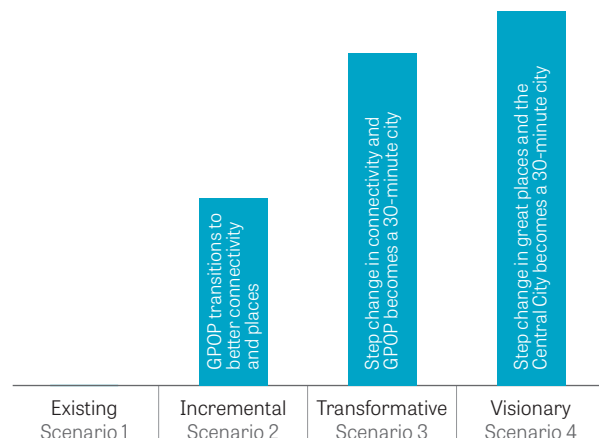 GPOP transitions to
better connectivity
and places
Step change in connectivity and
GPOP becomes a 30-minute city
Step change in great places and the
Central City becomes a 30-minute city
Existing
Scenario 1
Incremental
Scenario 2
Transformative
Scenario 3
Visionary
Scenario 4